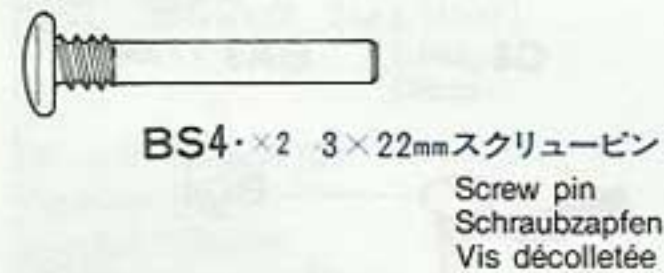 BS4・×2 3×22mmスクリューピン
Screw pin
Schraubzapfen
Vis décolletée